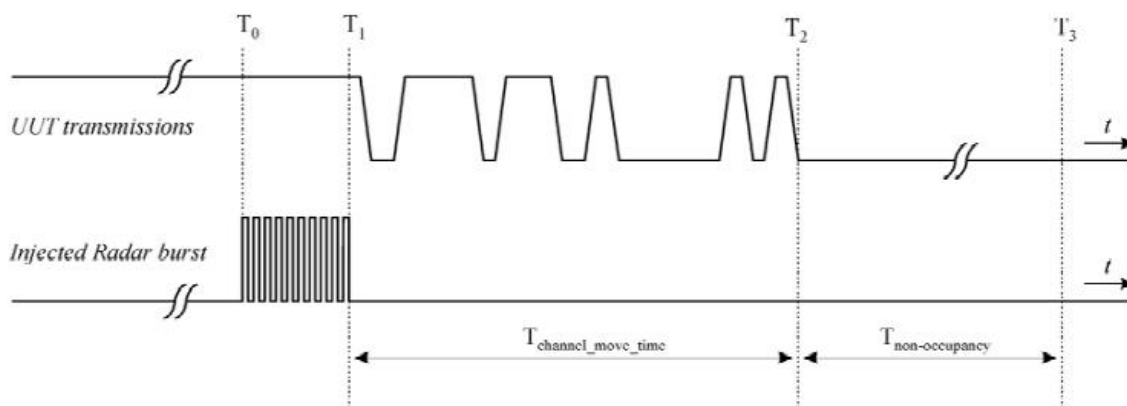 T0 T1 T2 T3
UUT transmissions
t
Injected Radar burst
t
Tchannel_move_time Tnon-occupancy